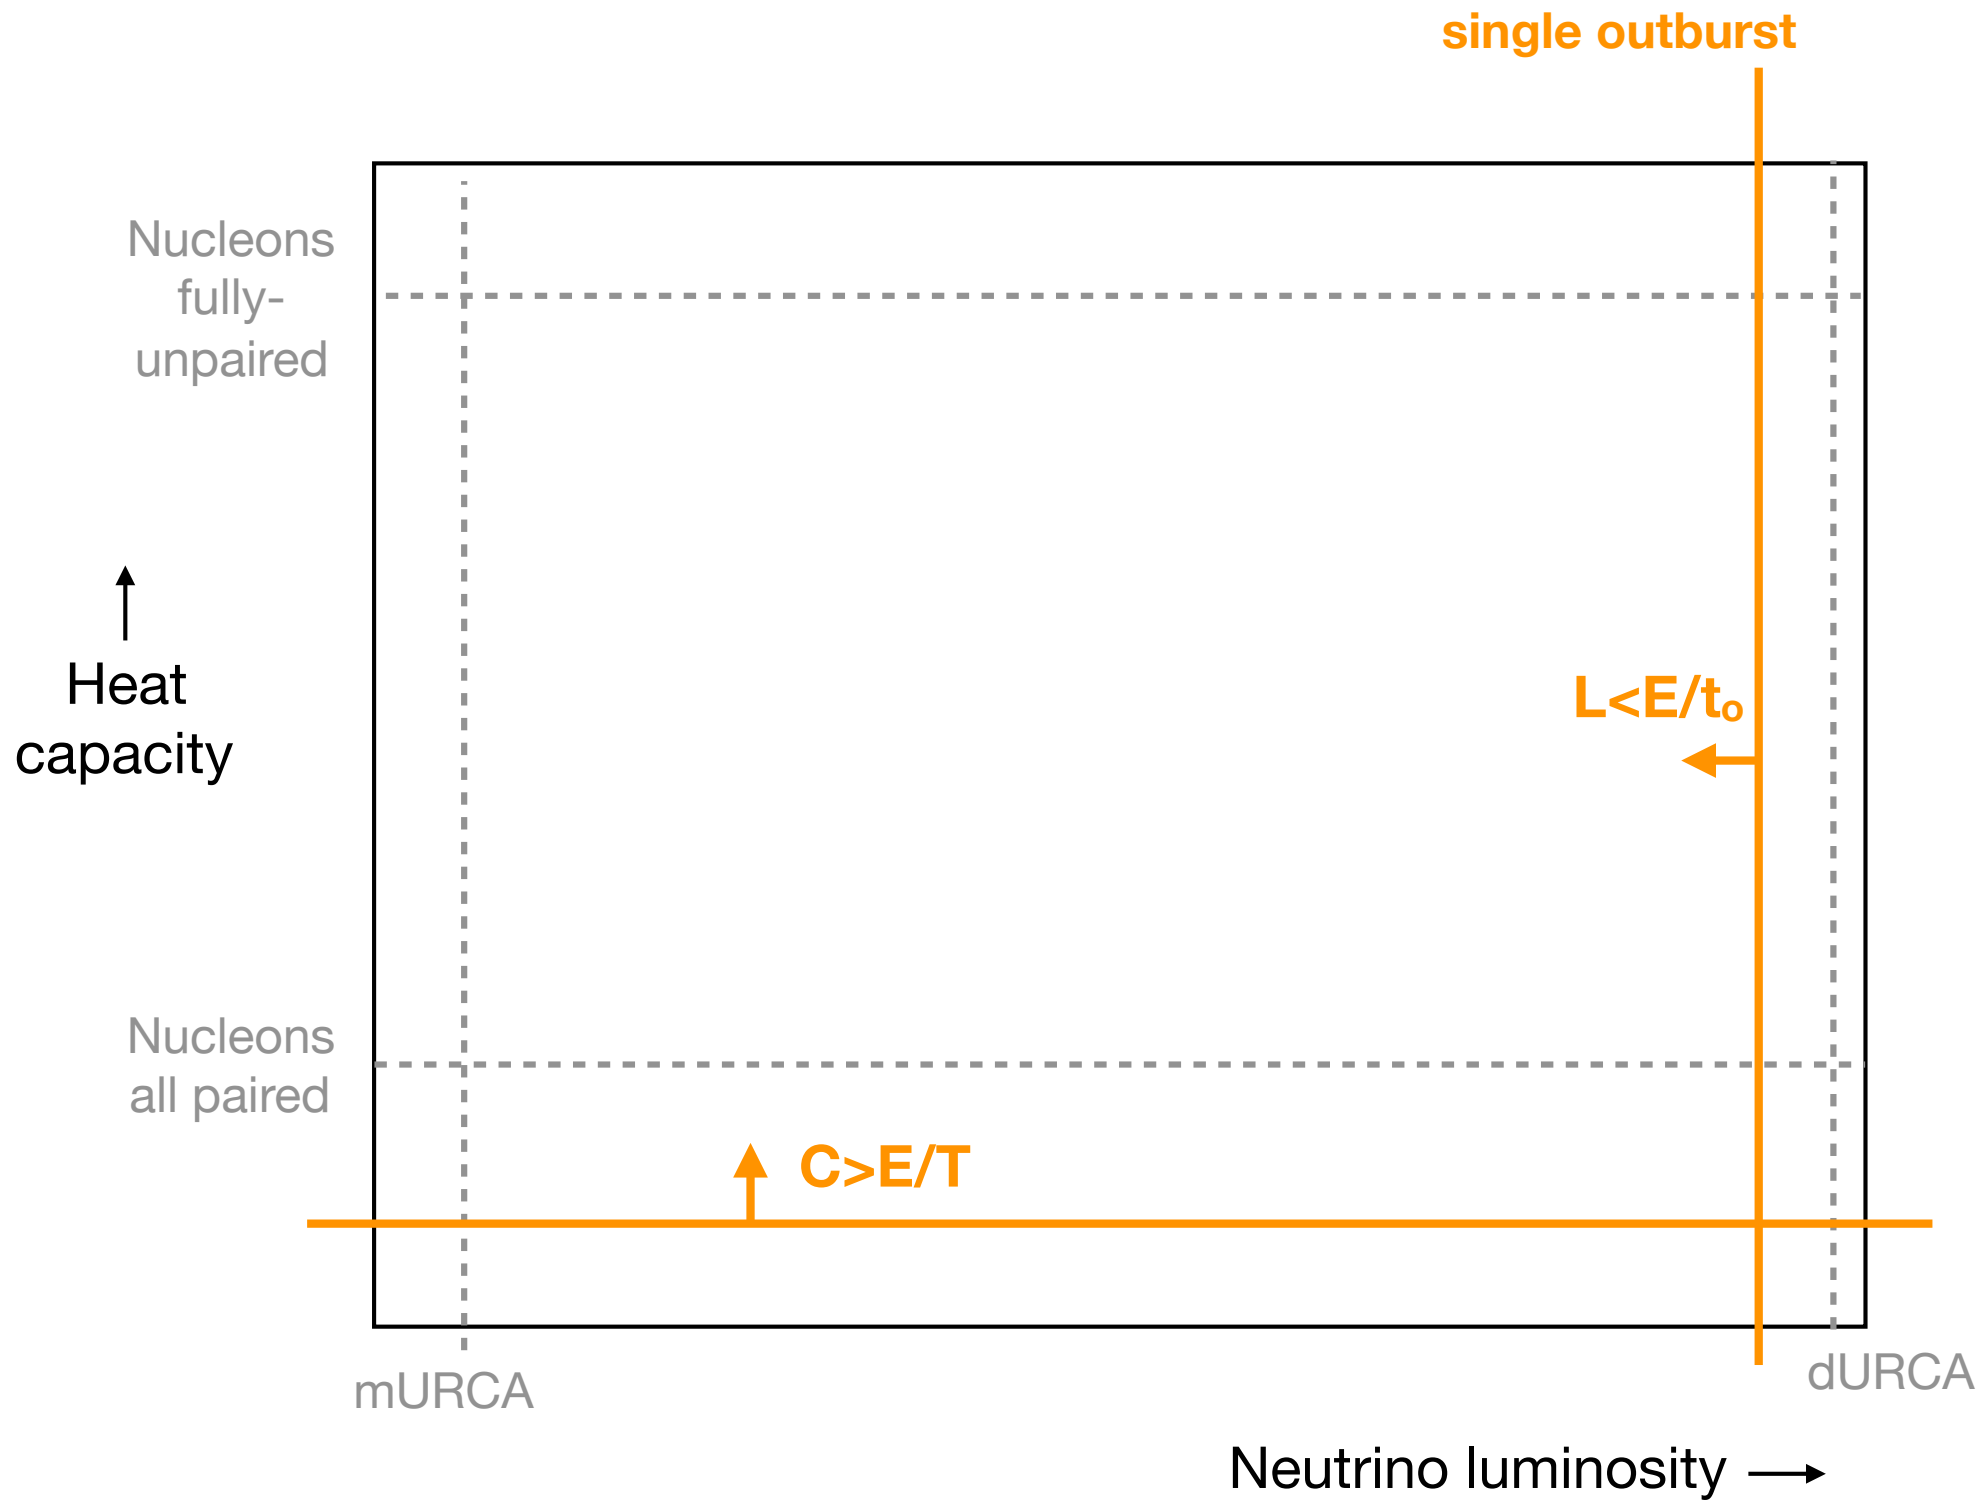 single outburst
Nucleons
fully-
unpaired
Heat
capacity
L<E/tₒ
Nucleons
all paired
C>E/T
mURCA
dURCA
Neutrino luminosity